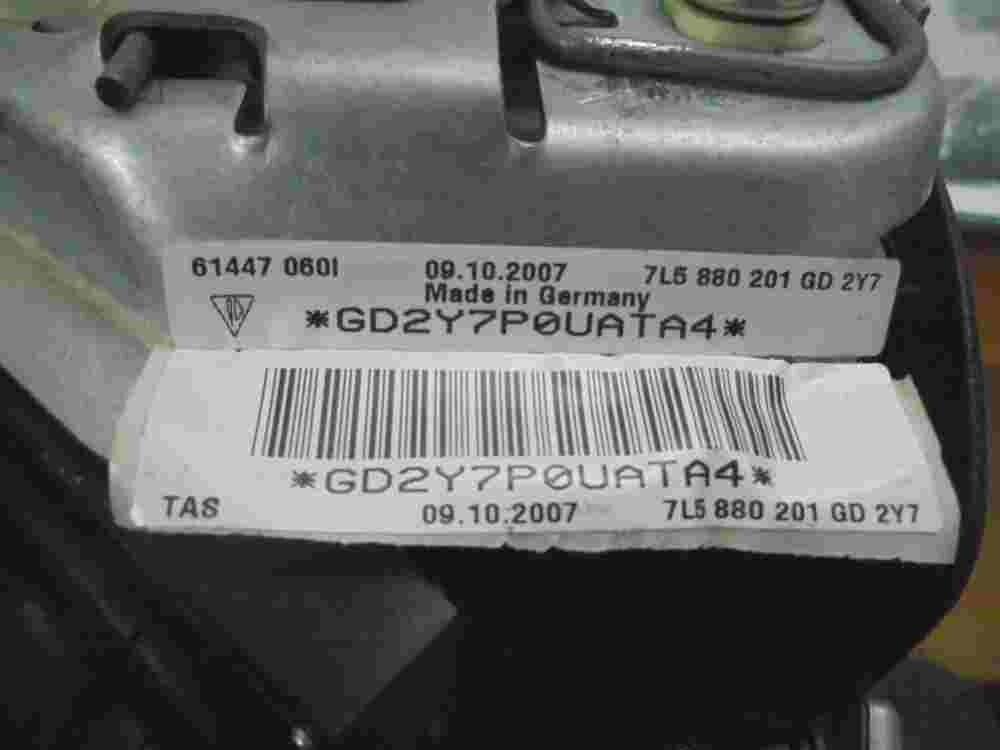 61447 060I 09.10.2007 7L5 880 201 GD 2Y7
Made in Germany
*GD2Y7P0UATA4*
*GD2Y7P0UATA4*
TAS 09.10.2007 7L5 880 201 GD 2Y7